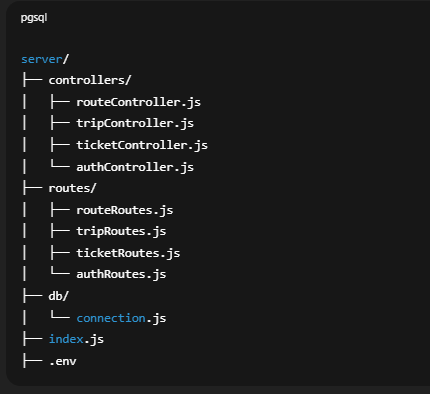 pgsql
server/
├── controllers/
│   ├── routeController.js
│   ├── tripController.js
│   ├── ticketController.js
│   └── authController.js
├── routes/
│   ├── routeRoutes.js
│   ├── tripRoutes.js
│   ├── ticketRoutes.js
│   └── authRoutes.js
├── db/
│   └── connection.js
├── index.js
├── .env